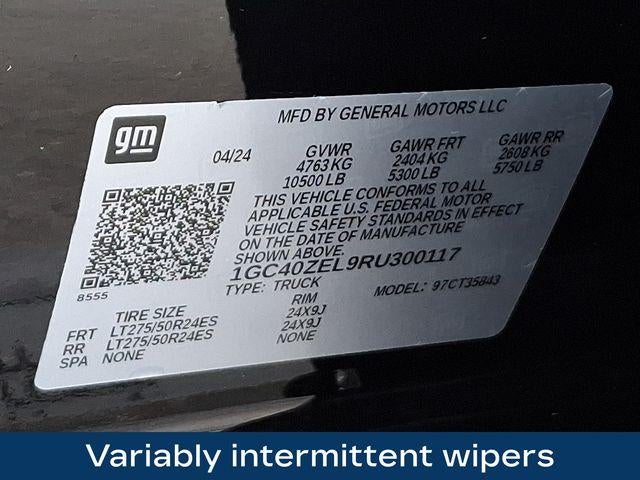 MFD BY GENERAL MOTORS LLC
gm
04/24 GVWR GAWR FRT GAWR RR
4763 KG 2404 KG 2608 KG
10500 LB 5300 LB 5750 LB
THIS VEHICLE CONFORMS TO ALL
APPLICABLE U.S. FEDERAL MOTOR
VEHICLE SAFETY STANDARDS IN EFFECT
ON THE DATE OF MANUFACTURE
SHOWN ABOVE.
1GC40ZEL9RU300117
8555
TYPE: TRUCK MODEL: 97CT35843
TIRE SIZE RIM
FRT LT275/50R24ES 24X9J
RR LT275/50R24ES 24X9J
SPA NONE NONE
Variably intermittent wipers